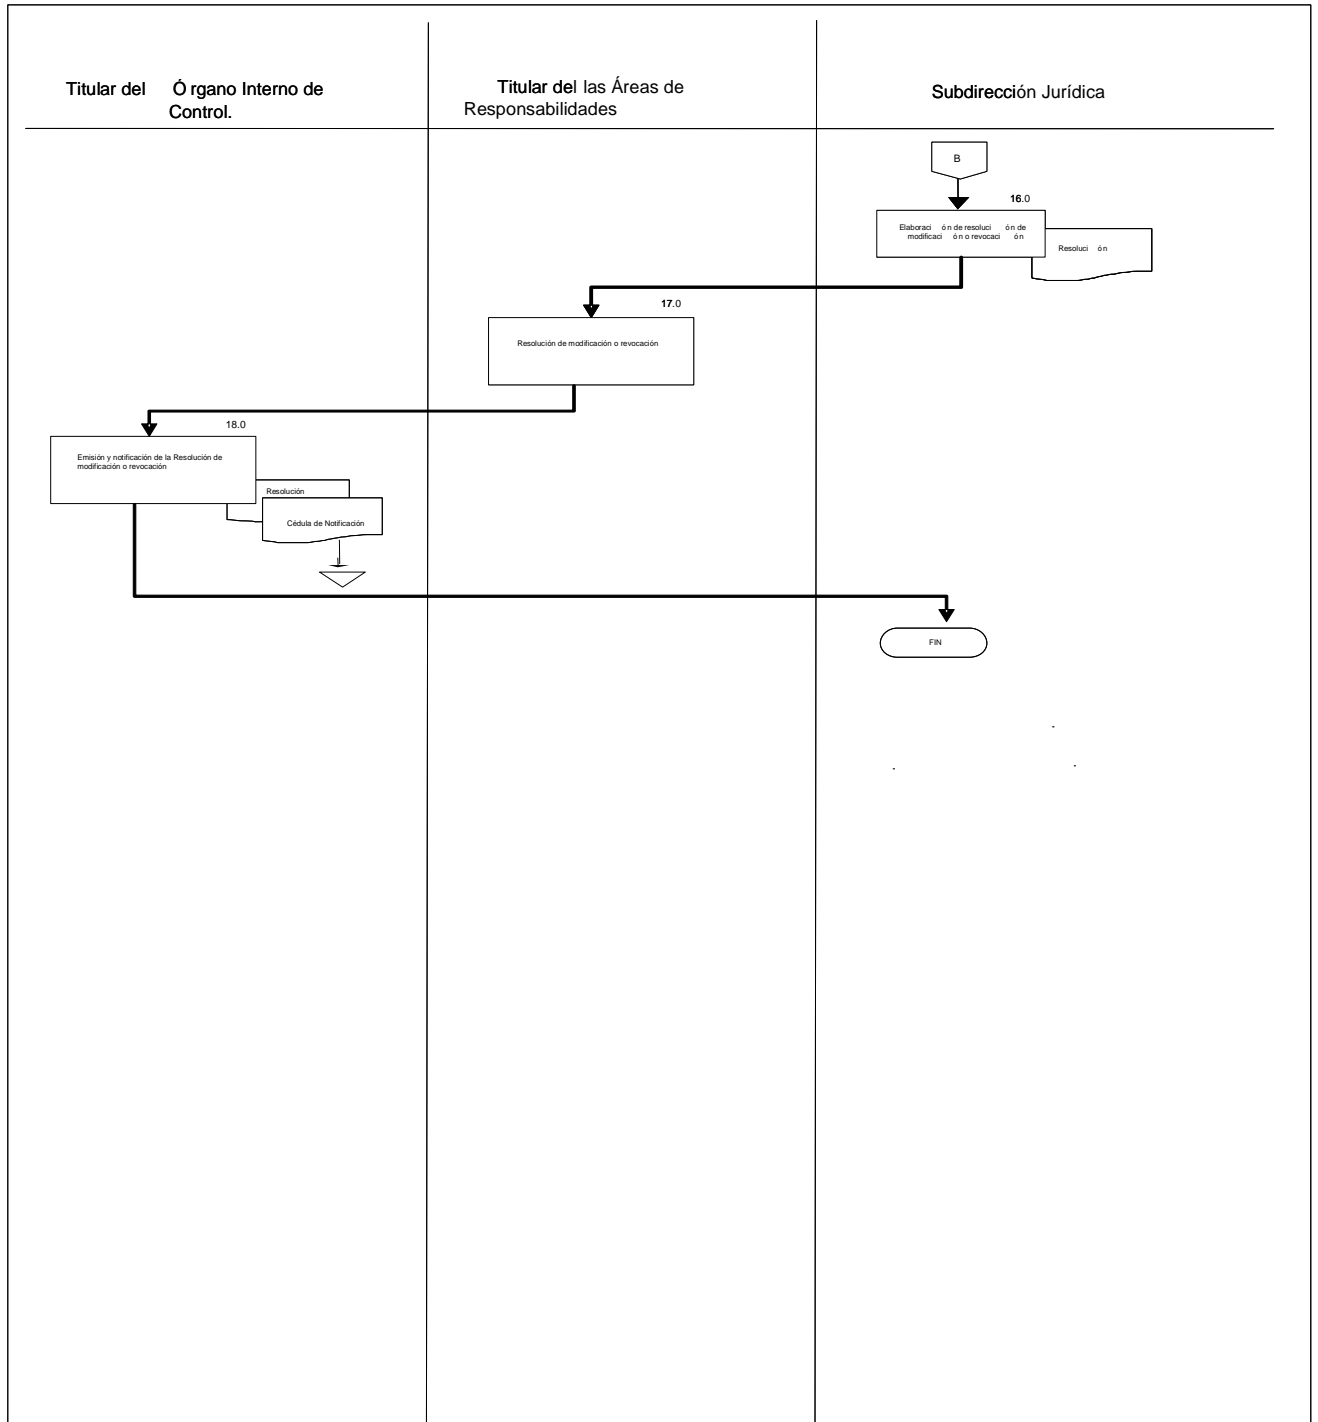 Titular del Ó rgano Interno de
Control.
Titular del las Áreas de
Responsabilidades
Subdirección Jurídica
B
16.0
Elaboraci ón de resoluci ón de
modificaci ón o revocaci ón
Resoluci ón
17.0
Resolución de modificación o revocación
18.0
Emisión y notificación de la Resolución de
modificación o revocación
Resolución
Cédula de Notificación
FIN